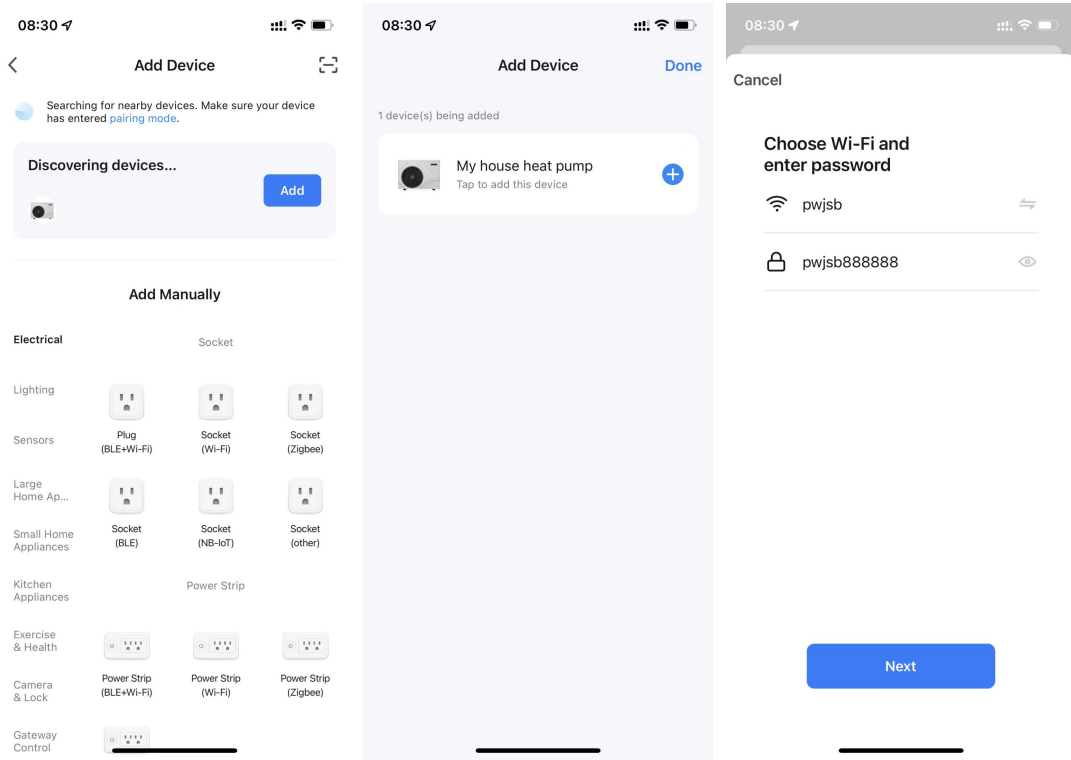 08:30
Add Device
Searching for nearby devices. Make sure your device
has entered pairing mode.
Discovering devices...
Add
Add Manually
Electrical
Socket
Lighting
Plug
(BLE+Wi-Fi)
Socket
(Wi-Fi)
Socket
(Zigbee)
Sensors
Large
Home Ap...
Socket
(BLE)
Socket
(NB-IoT)
Socket
(other)
Small Home
Appliances
Kitchen
Appliances
Power Strip
Exercise
& Health
Power Strip
(BLE+Wi-Fi)
Power Strip
(Wi-Fi)
Power Strip
(Zigbee)
Camera
& Lock
Gateway
Control
08:30
Add Device
Done
1 device(s) being added
My house heat pump
Tap to add this device
08:30
Cancel
Choose Wi-Fi and
enter password
pwjsb
pwjsb888888
Next